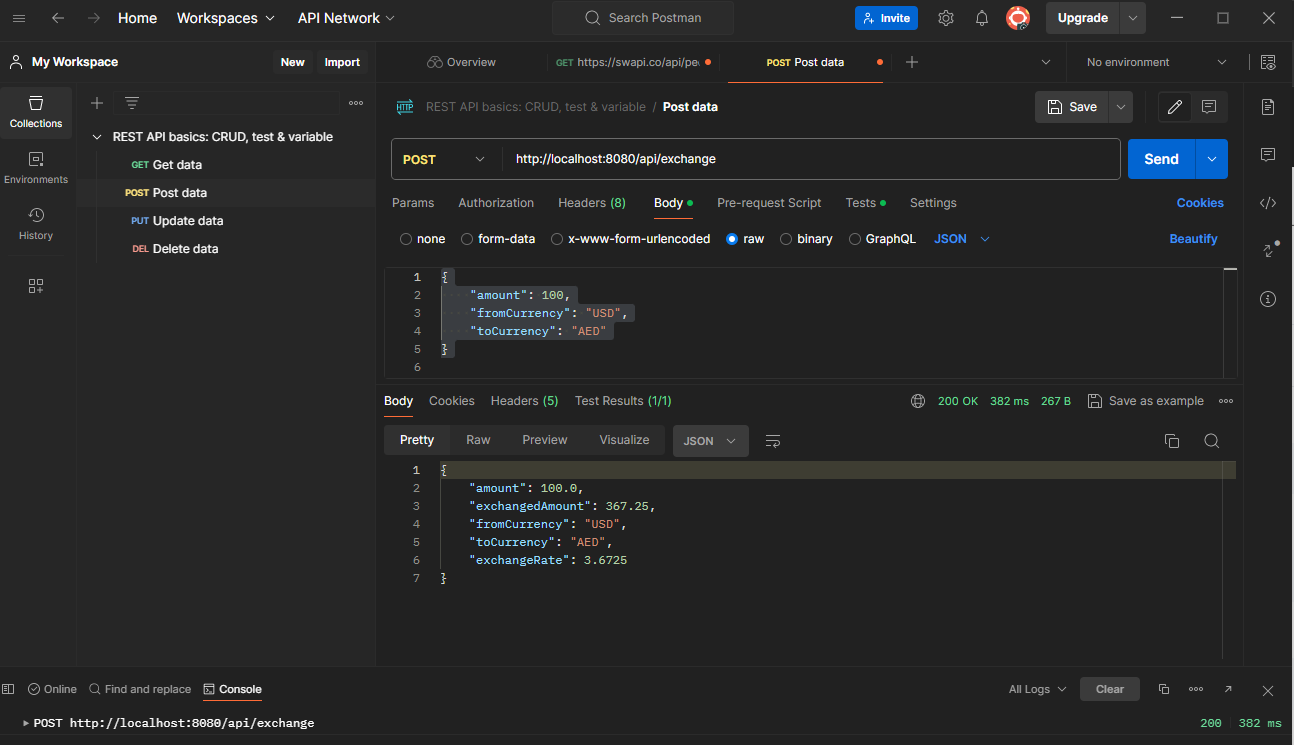 Home Workspaces API Network Search Postman Invite Upgrade
My Workspace New Import Overview GET https://swapi.co/api/pe POST Post data No environment
Collections
Environments
History
REST API basics: CRUD, test & variable
GET Get data
POST Post data
PUT Update data
DEL Delete data
HTTP REST API basics: CRUD, test & variable / Post data Save
POST http://localhost:8080/api/exchange Send
Params Authorization Headers (8) Body Pre-request Script Tests Settings Cookies
none form-data x-www-form-urlencoded raw binary GraphQL JSON Beautify
1 {
2 "amount": 100,
3 "fromCurrency": "USD",
4 "toCurrency": "AED"
5 }
6
Body Cookies Headers (5) Test Results (1/1) 200 OK 382 ms 267 B Save as example
Pretty Raw Preview Visualize JSON
1 {
2 "amount": 100.0,
3 "exchangedAmount": 367.25,
4 "fromCurrency": "USD",
5 "toCurrency": "AED",
6 "exchangeRate": 3.6725
7 }
Online Find and replace Console All Logs Clear
POST http://localhost:8080/api/exchange 200 382 ms